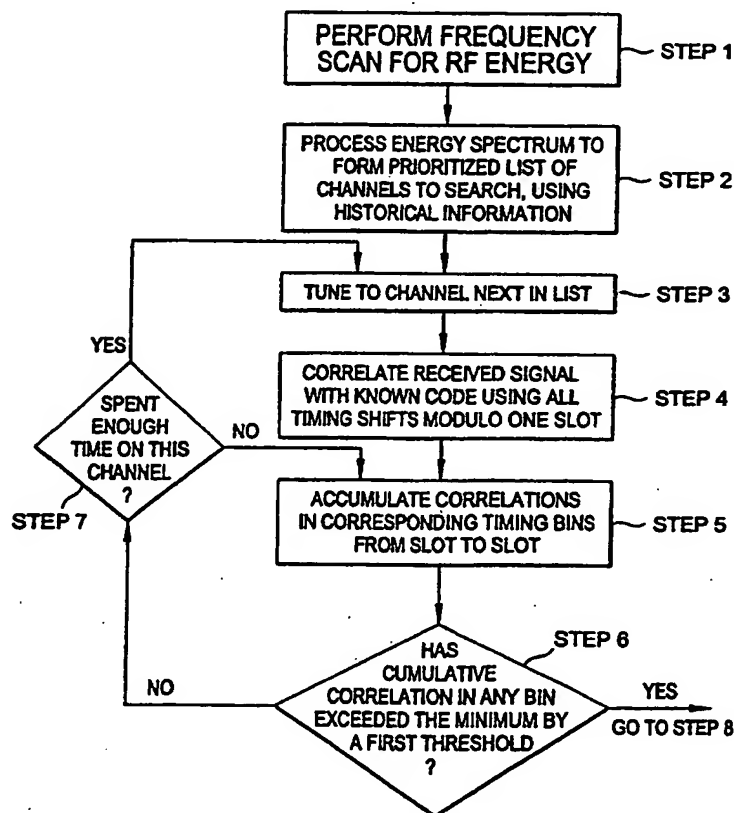 PERFORM FREQUENCY
SCAN FOR RF ENERGY
STEP 1
PROCESS ENERGY SPECTRUM TO
FORM PRIORITIZED LIST OF
CHANNELS TO SEARCH, USING
HISTORICAL INFORMATION
STEP 2
TUNE TO CHANNEL NEXT IN LIST
STEP 3
YES
CORRELATE RECEIVED SIGNAL
WITH KNOWN CODE USING ALL
TIMING SHIFTS MODULO ONE SLOT
STEP 4
SPENT
ENOUGH
TIME ON THIS
CHANNEL
?
NO
STEP 7
ACCUMULATE CORRELATIONS
IN CORRESPONDING TIMING BINS
FROM SLOT TO SLOT
STEP 5
STEP 6
HAS
CUMULATIVE
CORRELATION IN ANY BIN
EXCEEDED THE MINIMUM BY
A FIRST THRESHOLD
?
NO
YES
GO TO STEP 8